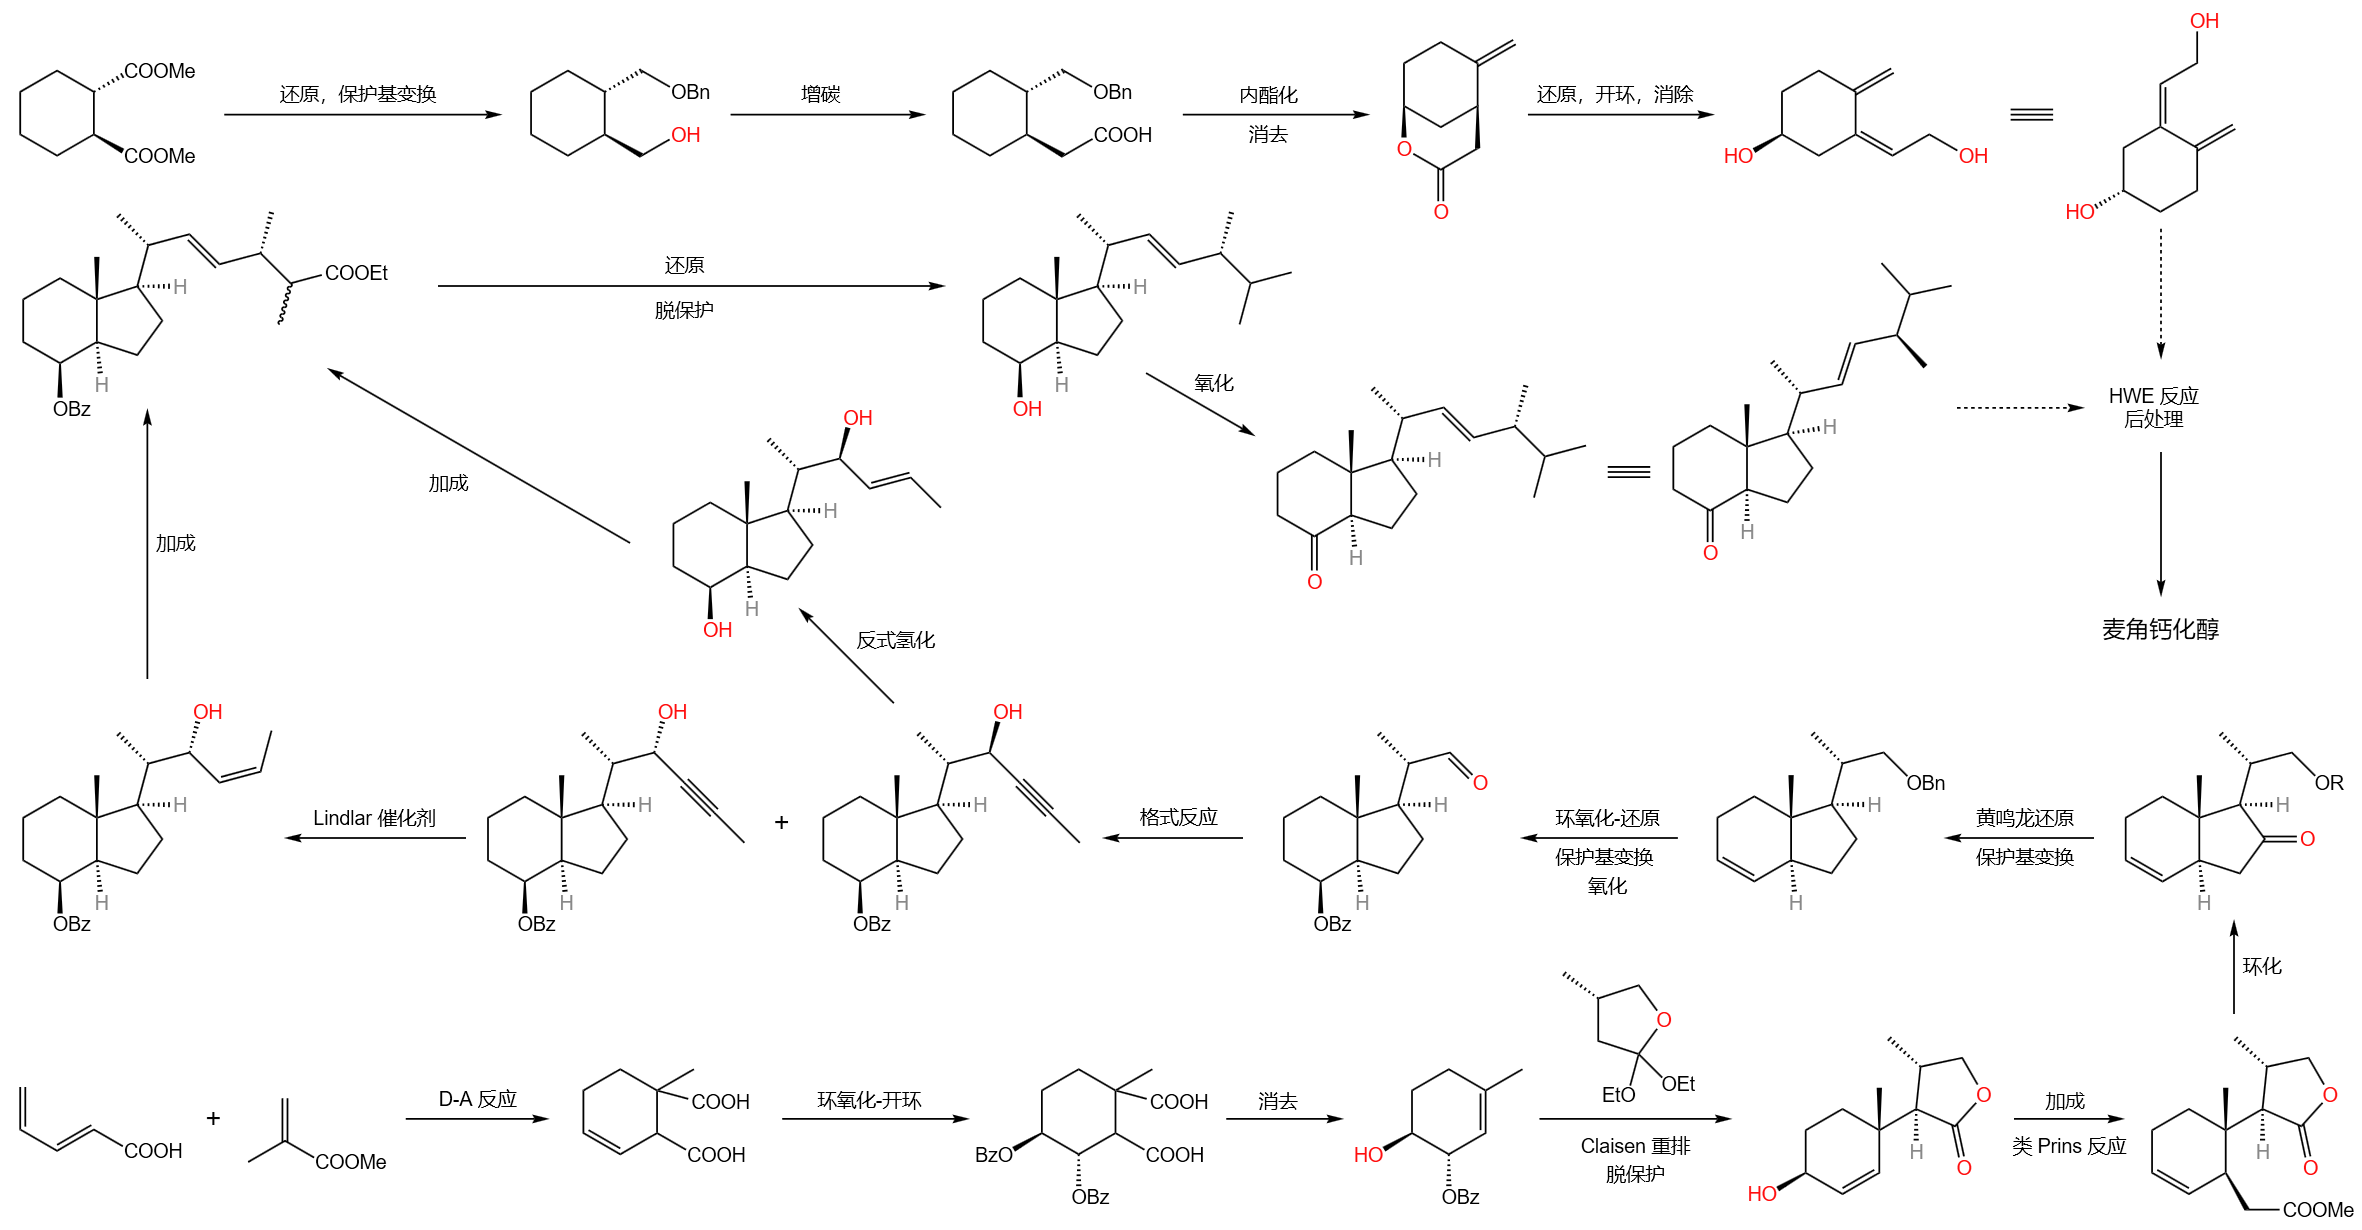 COOMe
COOMe
还原，保护基变换
OBn
OH
增碳
OBn
COOH
内酯化
消去
O
O
还原，开环，消除
HO
OH
OH
HO
COOEt
H
H
OBz
还原
脱保护
H
H
OH
氧化
H
H
O
H
H
O
HWE 反应
后处理
麦角钙化醇
加成
加成
OH
H
H
OH
反式氢化
OH
H
H
OBz
Lindlar 催化剂
OH
H
H
OBz
+
OH
H
H
OBz
格式反应
O
H
H
OBz
环氧化-还原
保护基变换
氧化
OBn
H
H
黄鸣龙还原
保护基变换
OR
H
O
H
环化
COOH
+
COOMe
D-A 反应
COOH
COOH
环氧化-开环
COOH
COOH
BzO
OBz
消去
HO
OBz
O
OEt
EtO
Claisen 重排
脱保护
O
H
O
HO
加成
类 Prins 反应
O
H
O
COOMe